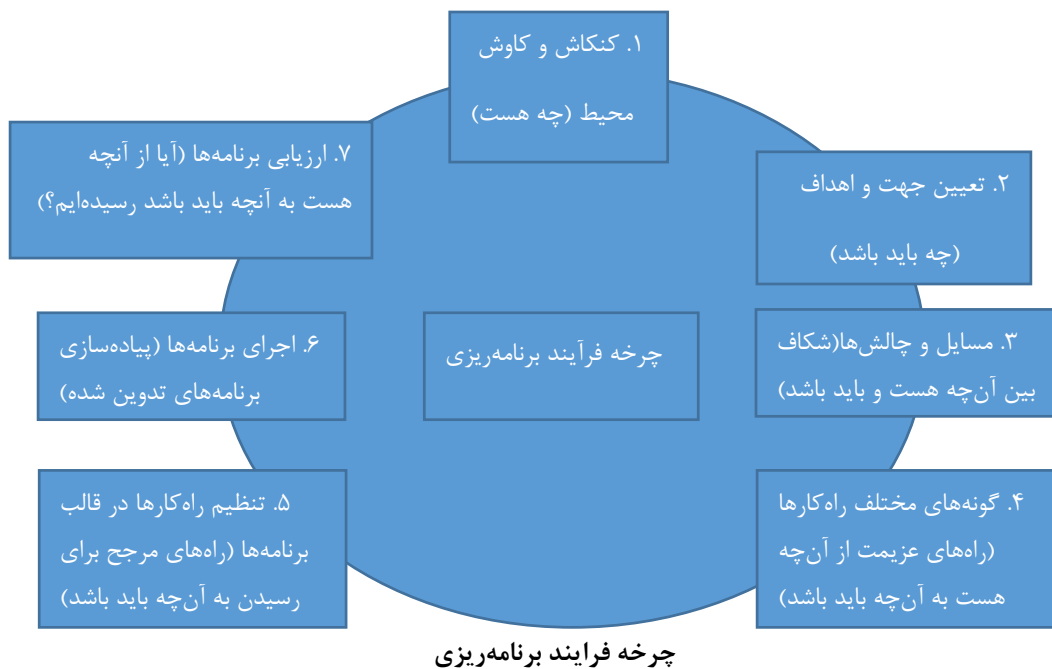 ۱. کنکاش و کاوش
محیط (چه هست)
۲. تعیین جهت و اهداف
(چه باید باشد)
۳. مسایل و چالش‌ها(شکاف
بین آن‌چه هست و باید باشد)
۴. گونه‌های مختلف راه‌کارها
(راه‌های عزیمت از آن‌چه
هست به آن‌چه باید باشد)
۵. تنظیم راه‌کارها در قالب
برنامه‌ها (راه‌های مرجح برای
رسیدن به آن‌چه باید باشد)
۶. اجرای برنامه‌ها (پیاده‌سازی
برنامه‌های تدوین شده)
۷. ارزیابی برنامه‌ها (آیا از آنچه
هست به آنچه باید باشد رسیده‌ایم؟)
چرخه فرآیند برنامه‌ریزی
چرخه فرایند برنامه‌ریزی